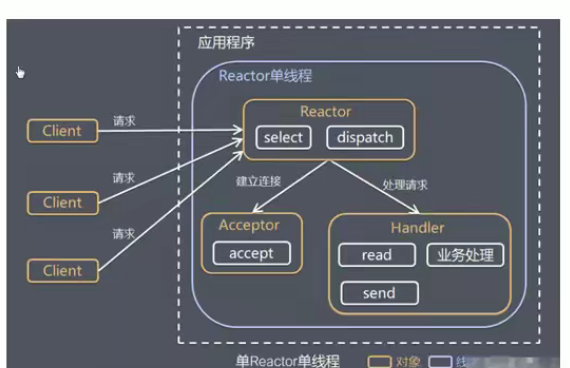 应用程序
Reactor单线程
Reactor
select
dispatch
Client
请求
Client
请求
Client
请求
建立连接
处理请求
Acceptor
accept
Handler
read
业务处理
send
单Reactor单线程
对象
线